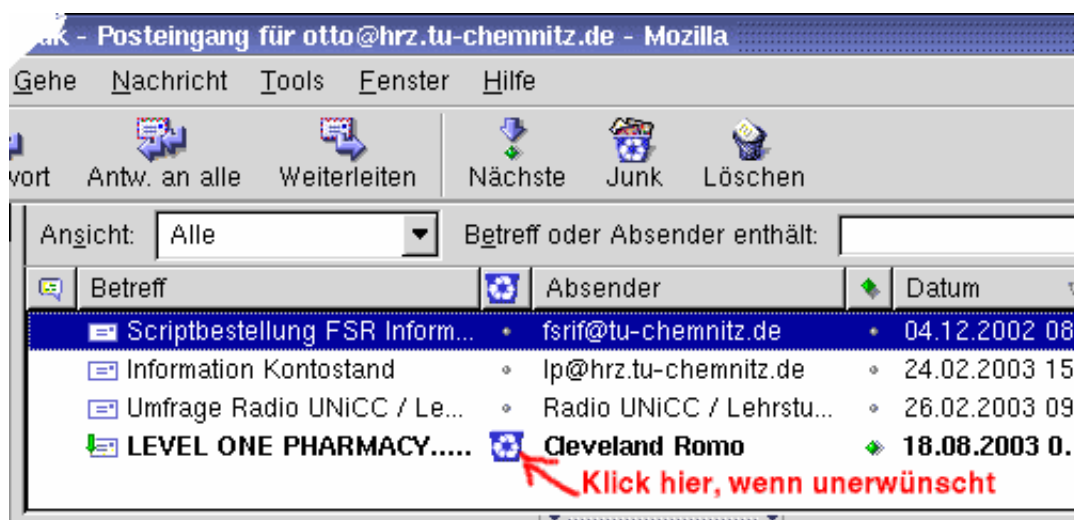 - Posteingang für otto@hrz.tu-chemnitz.de - Mozilla
Gehe Nachricht Tools Fenster Hilfe
Antw. an alle Weiterleiten Nächste Junk Löschen
Ansicht: Alle Betreff oder Absender enthält:
Betreff Absender Datum
Scriptbestellung FSR Inform... fsrif@tu-chemnitz.de 04.12.2002 08
Information Kontostand lp@hrz.tu-chemnitz.de 24.02.2003 15
Umfrage Radio UNiCC / Le... Radio UNiCC / Lehrstu... 26.02.2003 09
LEVEL ONE PHARMACY..... Cleveland Romo 18.08.2003 0.
Klick hier, wenn unerwünscht